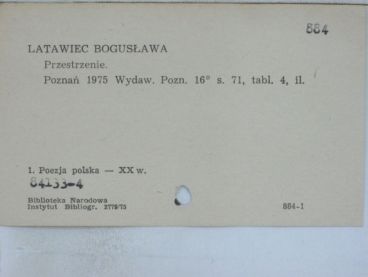 884
LATAWIEC BOGUSŁAWA
Przestrzenie.
Poznań 1975 Wydaw. Pozn. 16° s. 71, tabl. 4, il.
1. Poezja polska — XX w.
84133-4
Biblioteka Narodowa
Instytut Bibliogr. 2779/75
884-1